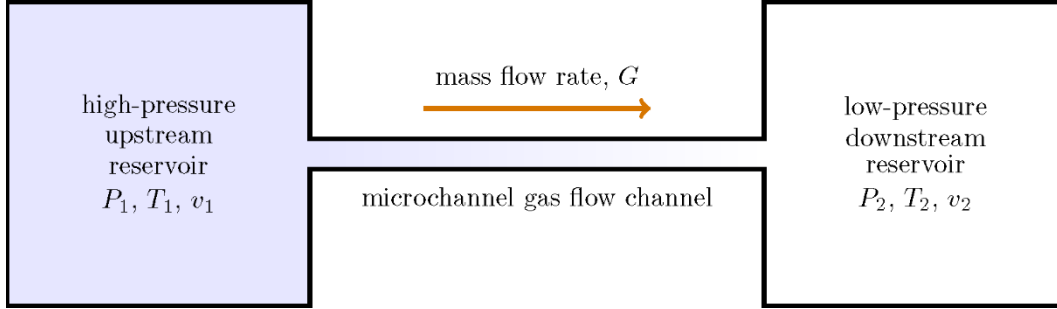 high-pressure
upstream
reservoir
P₁, T₁, v₁
mass flow rate, G
microchannel gas flow channel
low-pressure
downstream
reservoir
P₂, T₂, v₂